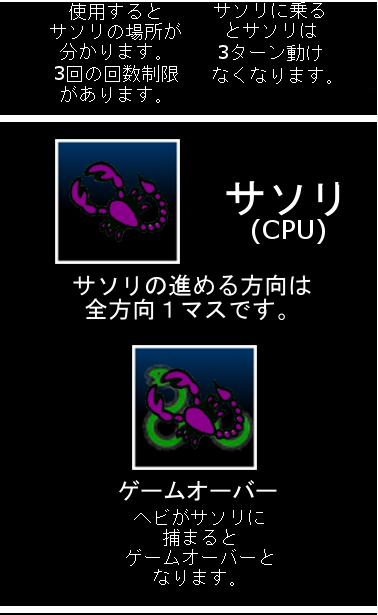 使用すると
サソリの場所が
分かります。
3回の回数制限
があります。
サソリに乗る
とサソリは
3ターン動け
なくなります。
サソリ
(CPU)
サソリの進める方向は
全方向１マスです。
ゲームオーバー
ヘビがサソリに
捕まると
ゲームオーバーと
なります。